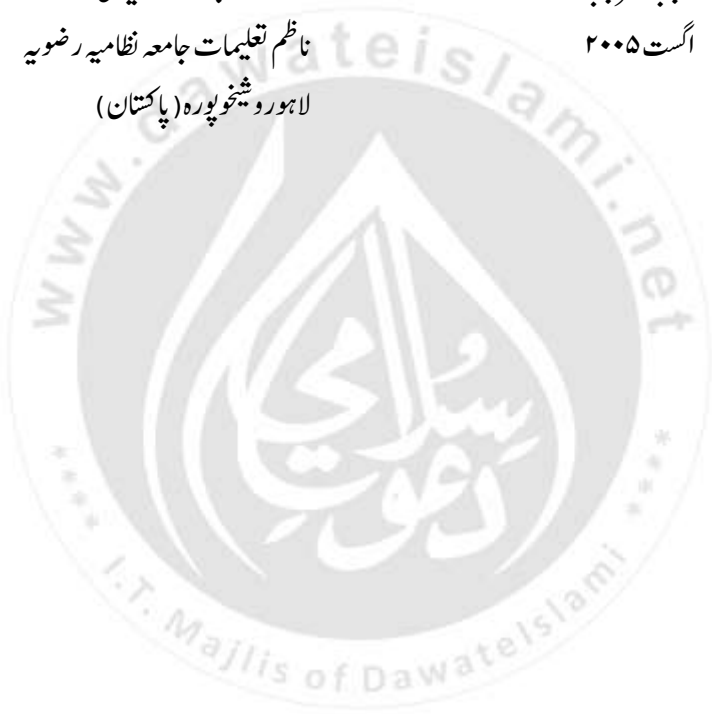 اگست ۲۰۰۵
ناظم تعلیمات جامعہ نظامیہ رضویہ
لاہور و شیخوپورہ (پاکستان)
www.dawateislami.net
دعوت اسلامی
**** I.T. Majlis of DawateIslami ****